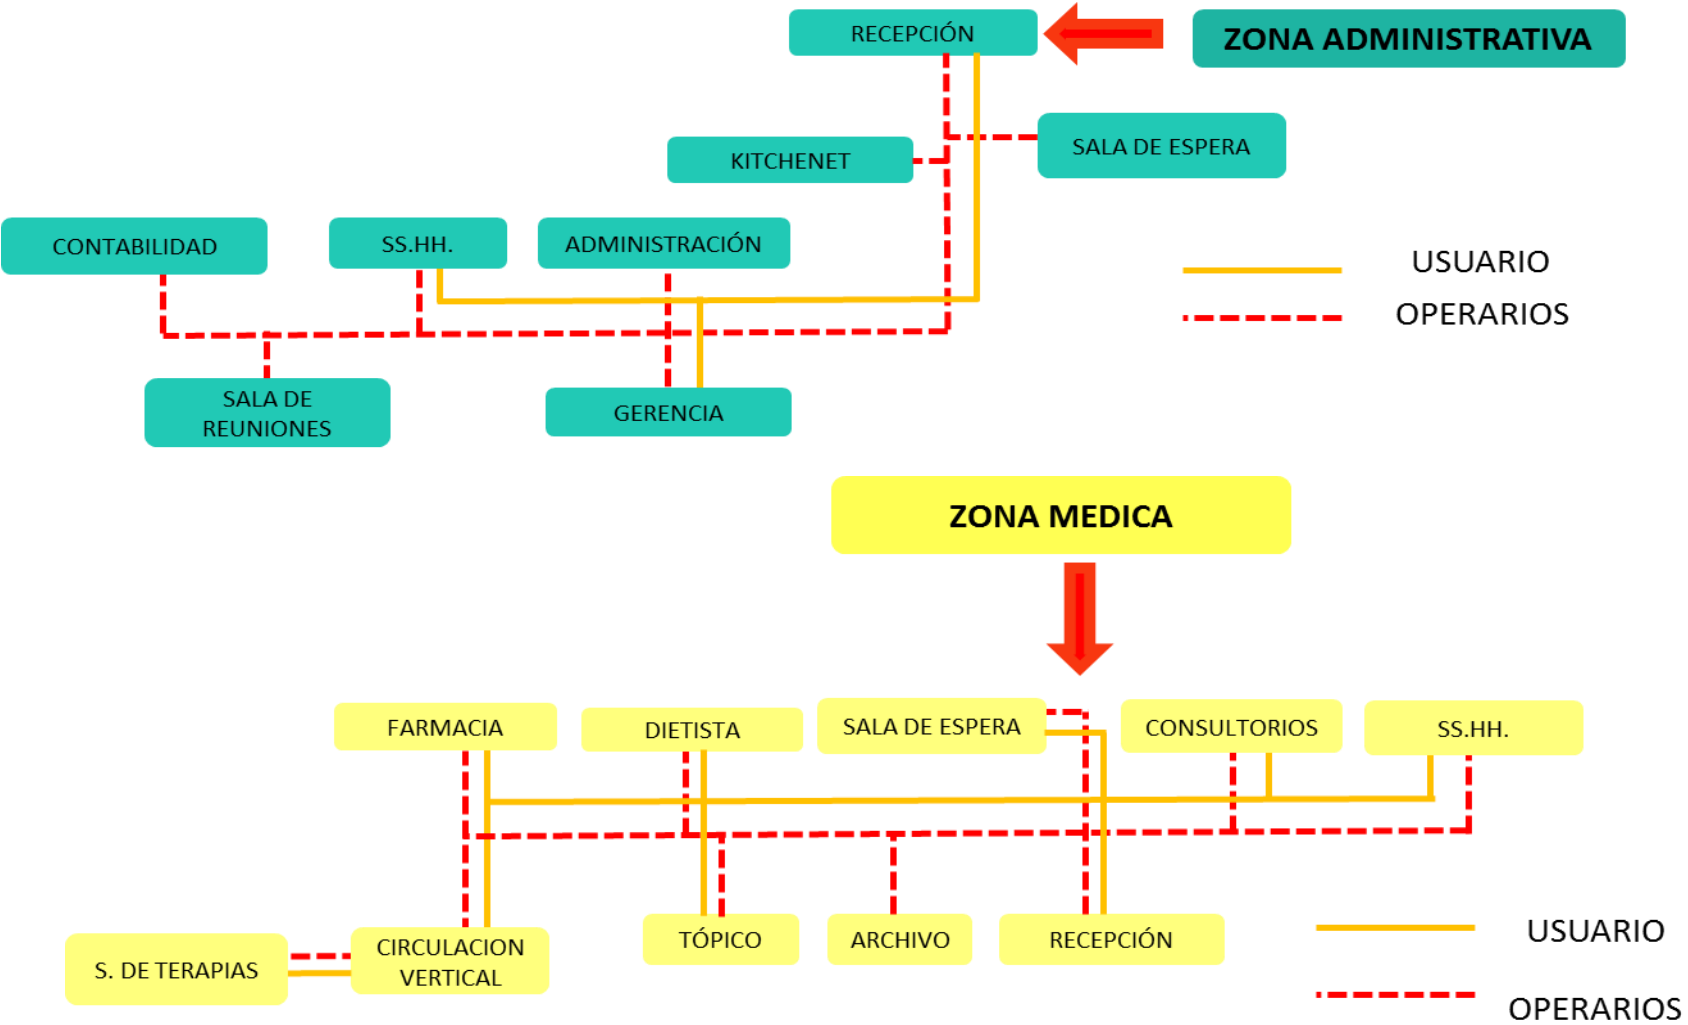 RECEPCIÓN
ZONA ADMINISTRATIVA
KITCHENET
SALA DE ESPERA
CONTABILIDAD
SS.HH.
ADMINISTRACIÓN
USUARIO
OPERARIOS
SALA DE
REUNIONES
GERENCIA
ZONA MEDICA
FARMACIA
DIETISTA
SALA DE ESPERA
CONSULTORIOS
SS.HH.
S. DE TERAPIAS
CIRCULACION
VERTICAL
TÓPICO
ARCHIVO
RECEPCIÓN
USUARIO
OPERARIOS